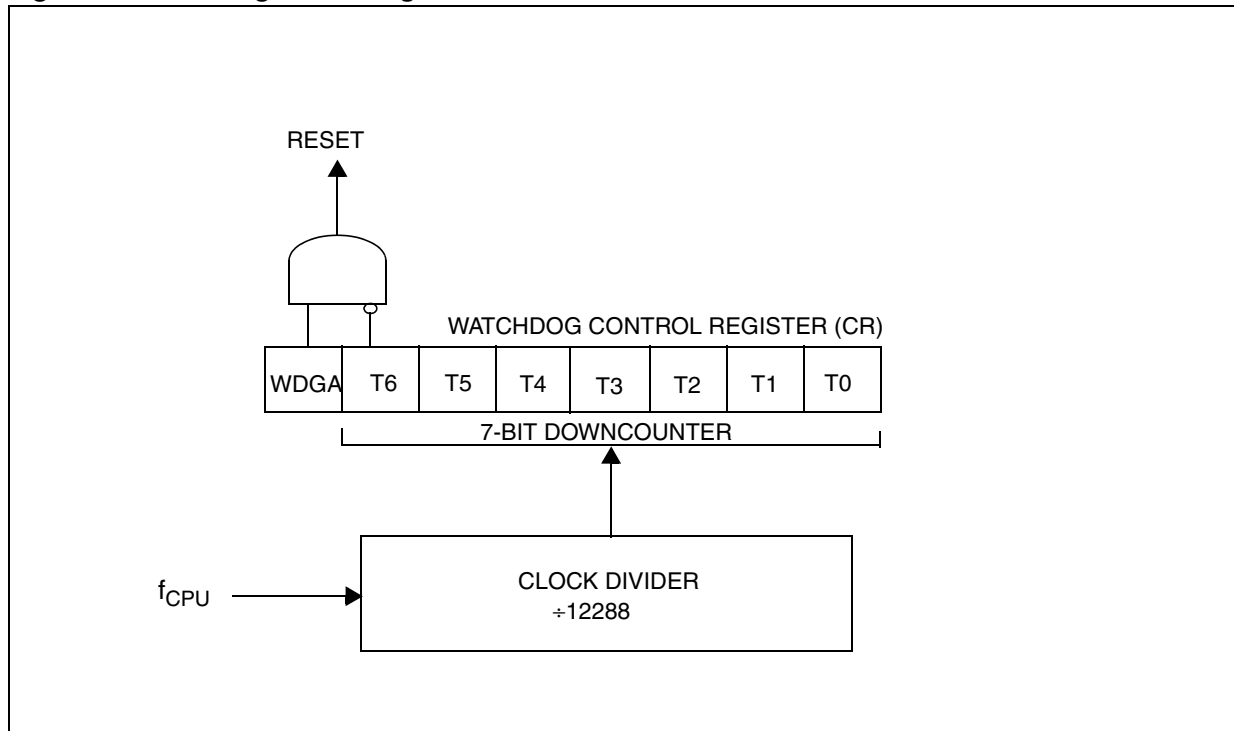 RESET
WATCHDOG CONTROL REGISTER (CR)
WDGA T6 T5 T4 T3 T2 T1 T0
7-BIT DOWNCOUNTER
fCPU
CLOCK DIVIDER
÷12288